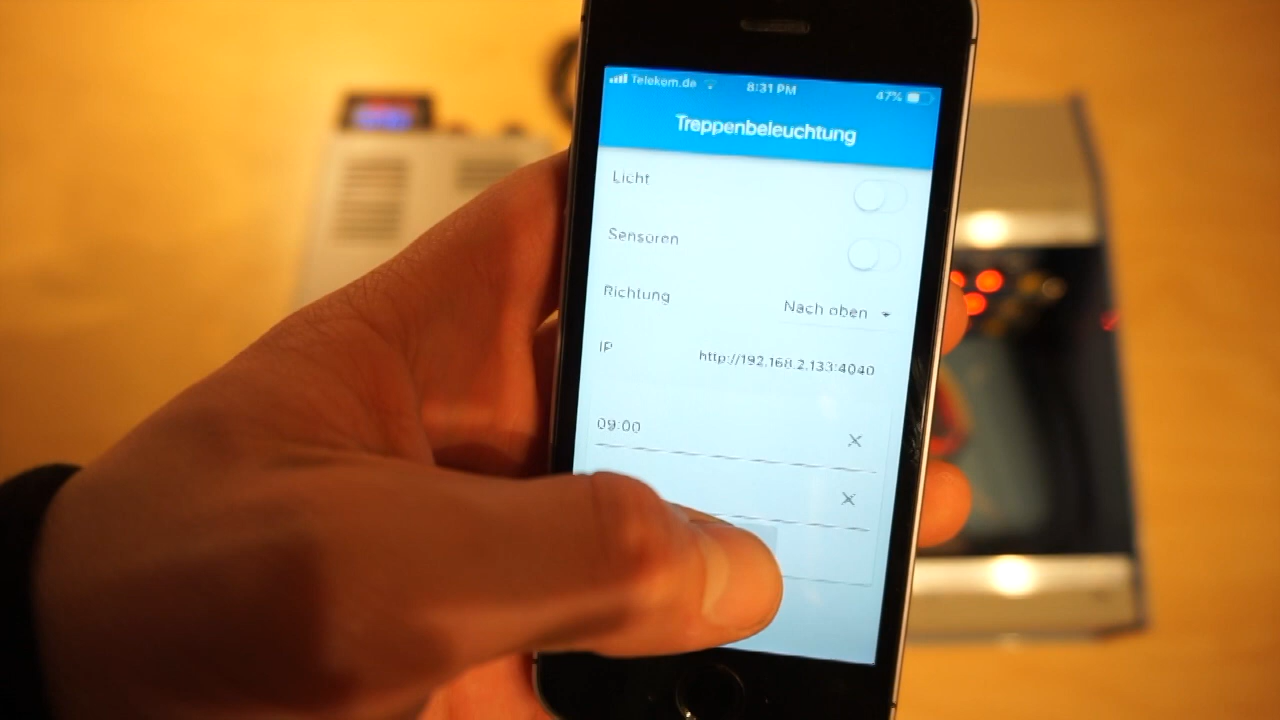 Telekom.de 8:31 PM 47%
Treppenbeleuchtung
Licht
Sensoren
Richtung Nach oben
IP http://192.168.2.133:4040
09:00